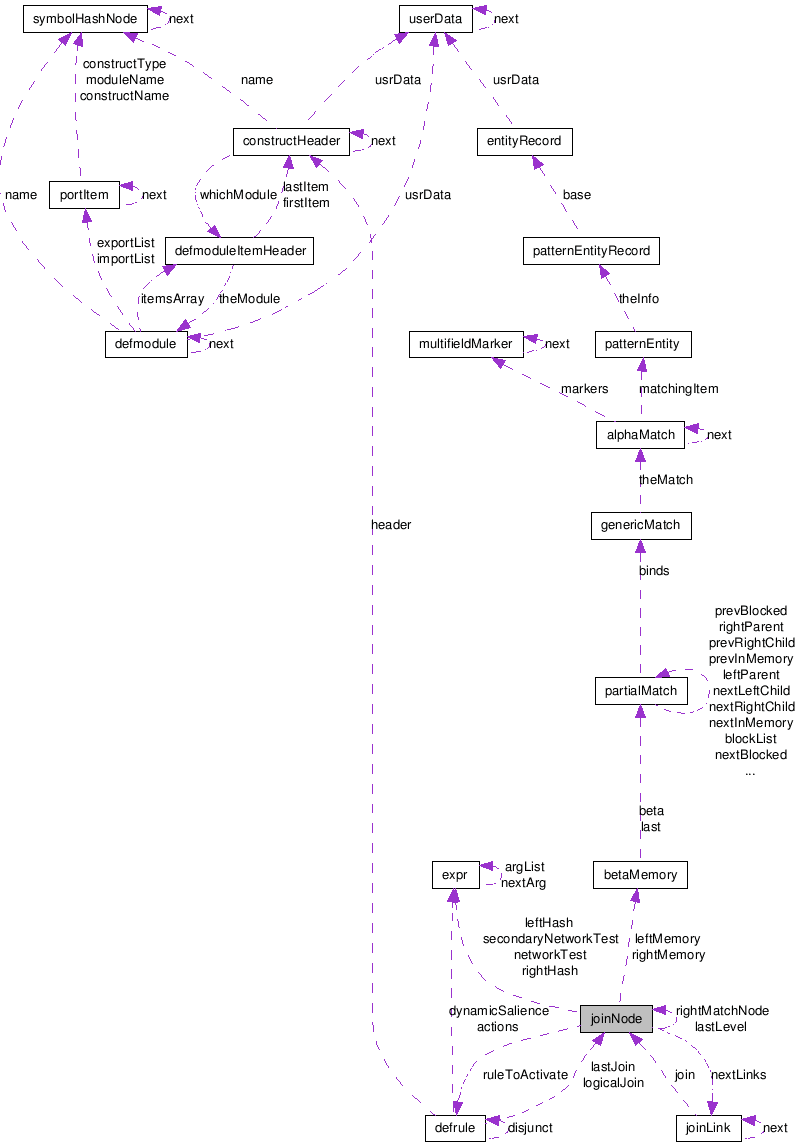 symbolHashNode
next
userData
next
constructType
moduleName
constructName
name
usrData
usrData
constructHeader
next
entityRecord
name
portItem
next
whichModule
lastItem
firstItem
usrData
base
exportList
importList
defmoduleItemHeader
patternEntityRecord
itemsArray
theModule
theInfo
defmodule
next
multifieldMarker
next
patternEntity
markers
matchingItem
alphaMatch
next
theMatch
header
genericMatch
binds
prevBlocked
rightParent
prevRightChild
prevInMemory
leftParent
nextLeftChild
nextRightChild
nextInMemory
blockList
nextBlocked
...
partialMatch
beta
last
expr
argList
nextArg
betaMemory
leftHash
secondaryNetworkTest
networkTest
rightHash
leftMemory
rightMemory
dynamicSalience
actions
joinNode
rightMatchNode
lastLevel
ruleToActivate
lastJoin
logicalJoin
join
nextLinks
defrule
disjunct
joinLink
next